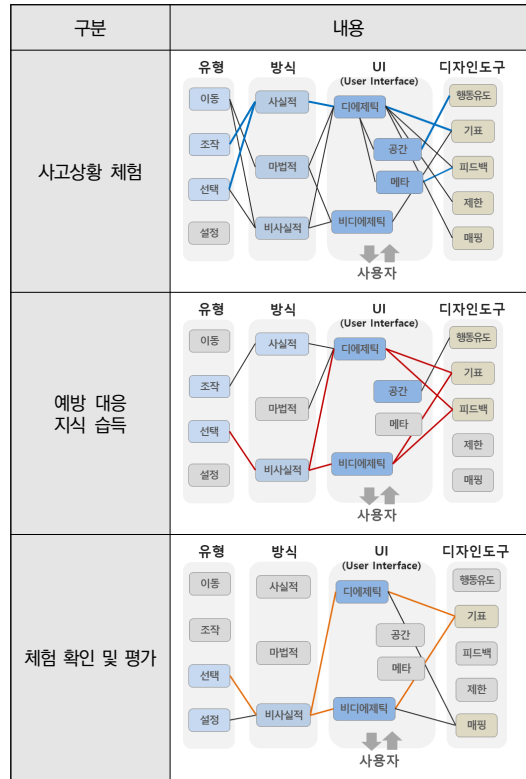 구분 내용
사고상황 체험
유형 방식 UI 디자인도구
(User Interface)
이동 사실적 디에제틱 행동유도
조작 공간 기표
마법적 메타 피드백
선택 제한
설정 비사실적 비디에제틱 매핑
사용자
예방 대응
지식 습득
유형 방식 UI 디자인도구
(User Interface)
이동 사실적 디에제틱 행동유도
조작 공간 기표
마법적 메타 피드백
선택 제한
설정 비사실적 비디에제틱 매핑
사용자
체험 확인 및 평가
유형 방식 UI 디자인도구
(User Interface)
이동 사실적 디에제틱 행동유도
조작 공간 기표
마법적 메타 피드백
선택 제한
설정 비사실적 비디에제틱 매핑
사용자